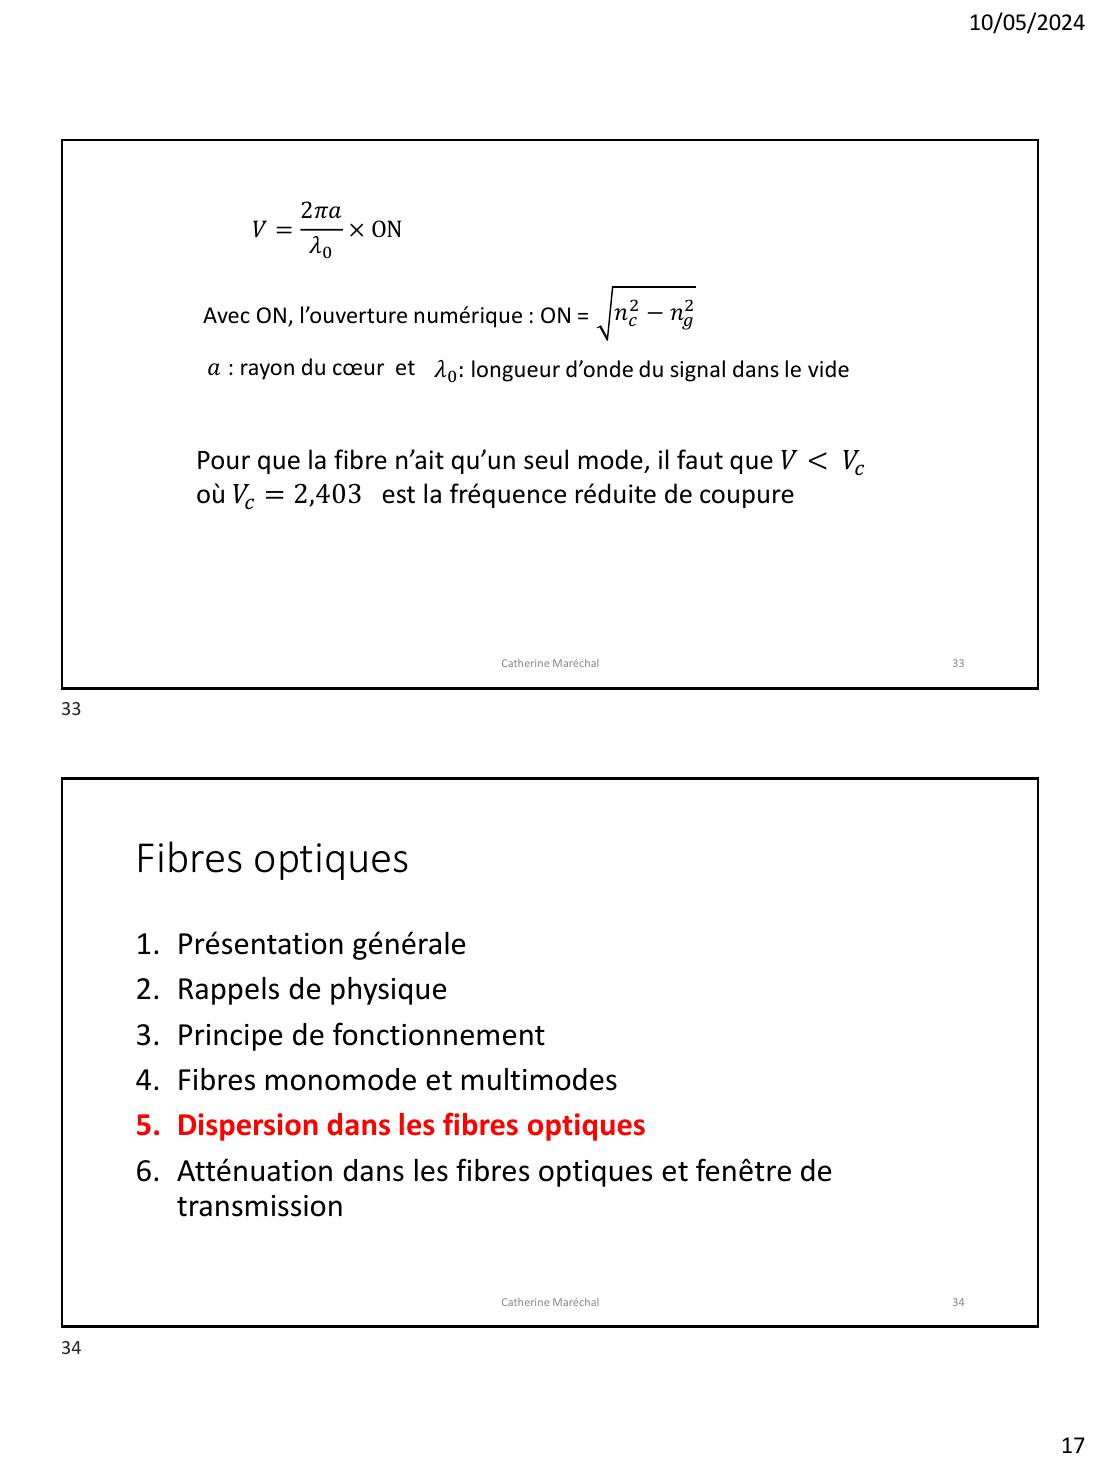 10/05/2024
𝑉 = 2𝜋𝑎/𝜆₀ × ON
Avec ON, l’ouverture numérique : ON = √(𝑛_c² − 𝑛_g²)
𝑎 : rayon du cœur et 𝜆₀: longueur d’onde du signal dans le vide
Pour que la fibre n’ait qu’un seul mode, il faut que 𝑉 < 𝑉_c
où 𝑉_c = 2,403 est la fréquence réduite de coupure
Catherine Maréchal 33
33
Fibres optiques
1. Présentation générale
2. Rappels de physique
3. Principe de fonctionnement
4. Fibres monomode et multimodes
5. Dispersion dans les fibres optiques
6. Atténuation dans les fibres optiques et fenêtre de
transmission
Catherine Maréchal 34
34
17